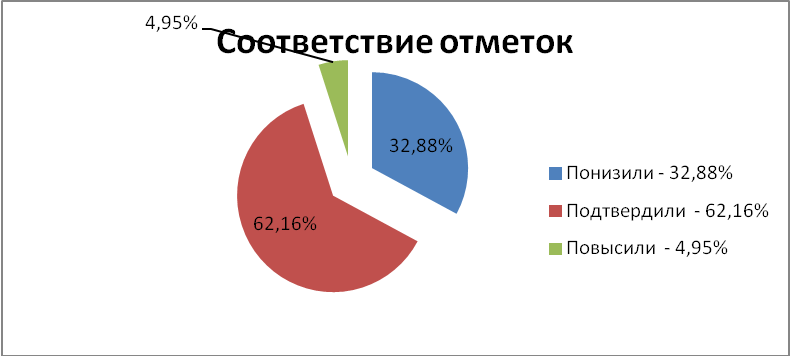 Соответствие отметок
4,95%
32,88%
62,16%
Понизили - 32,88%
Подтвердили - 62,16%
Повысили - 4,95%